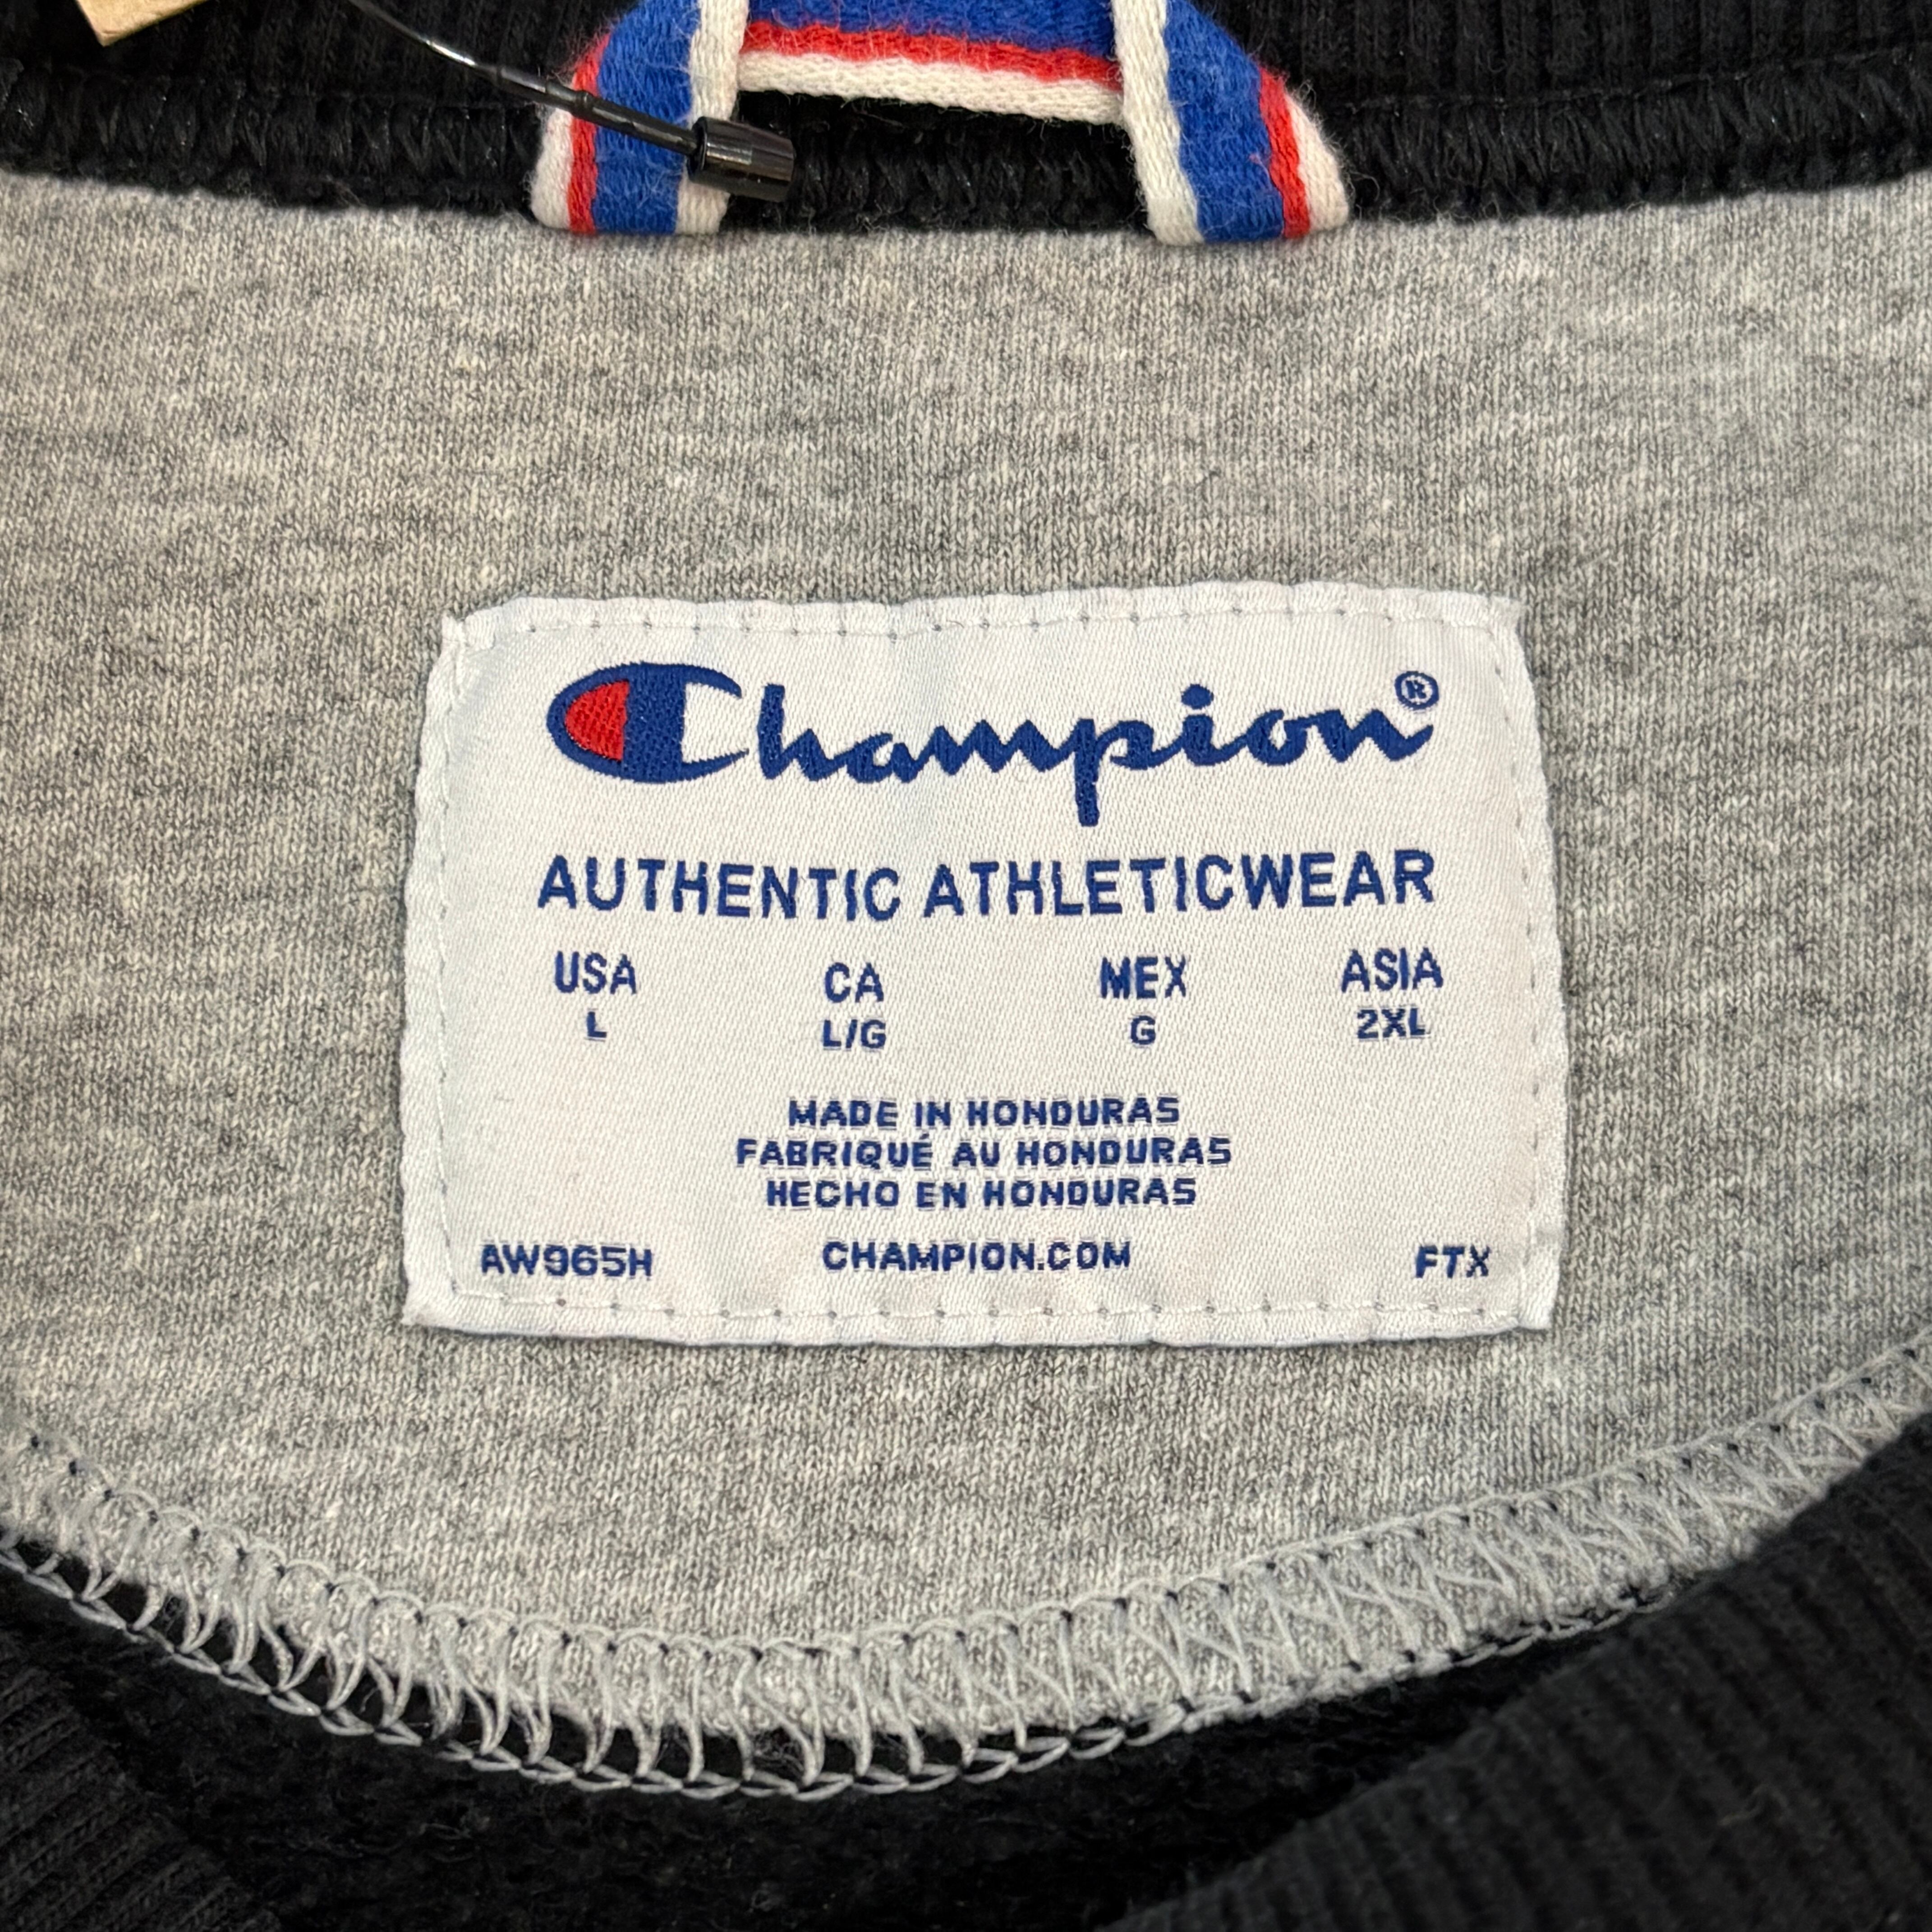 Champion®
AUTHENTIC ATHLETICWEAR
USA CA MEX ASIA
L L/G G 2XL
MADE IN HONDURAS
FABRIQUÉ AU HONDURAS
HECHO EN HONDURAS
AW965H CHAMPION.COM FTX